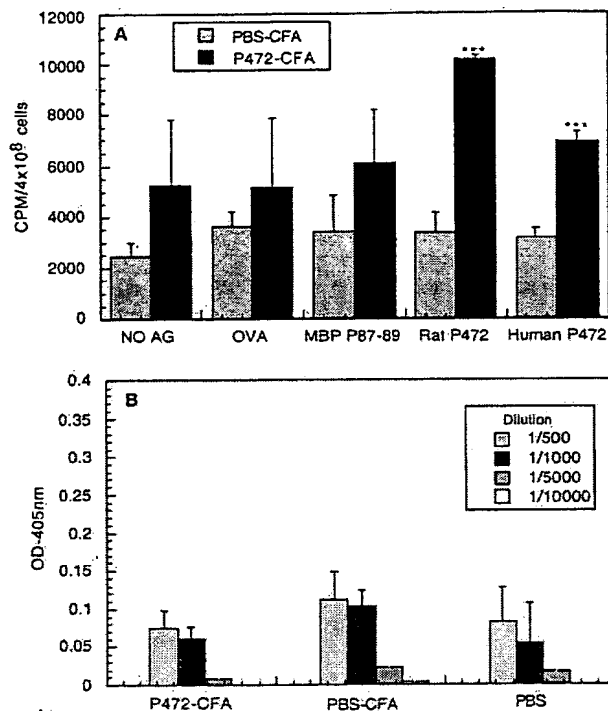 A
PBS-CFA
P472-CFA
CPM/4x10⁸ cells
12000
10000
8000
6000
4000
2000
0
***
***
NO AG
OVA
MBP P87-89
Rat P472
Human P472
B
Dilution
1/500
1/1000
1/5000
1/10000
OD-405nm
0.4
0.35
0.3
0.25
0.2
0.15
0.1
0.05
0
P472-CFA
PBS-CFA
PBS